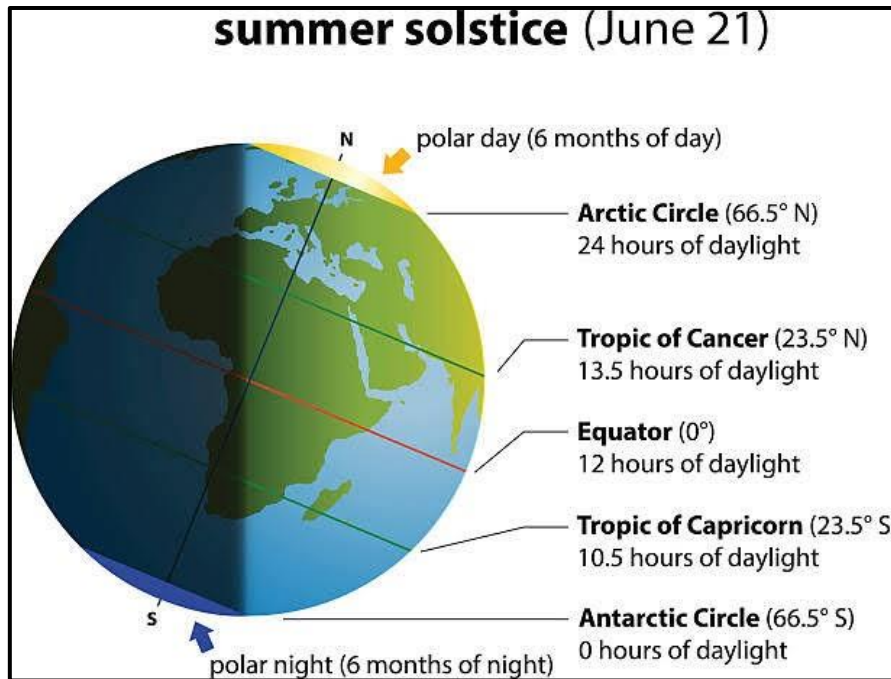 summer solstice (June 21)
N
polar day (6 months of day)
Arctic Circle (66.5° N)
24 hours of daylight
Tropic of Cancer (23.5° N)
13.5 hours of daylight
Equator (0°)
12 hours of daylight
Tropic of Capricorn (23.5° S
10.5 hours of daylight
Antarctic Circle (66.5° S)
0 hours of daylight
S
polar night (6 months of night)